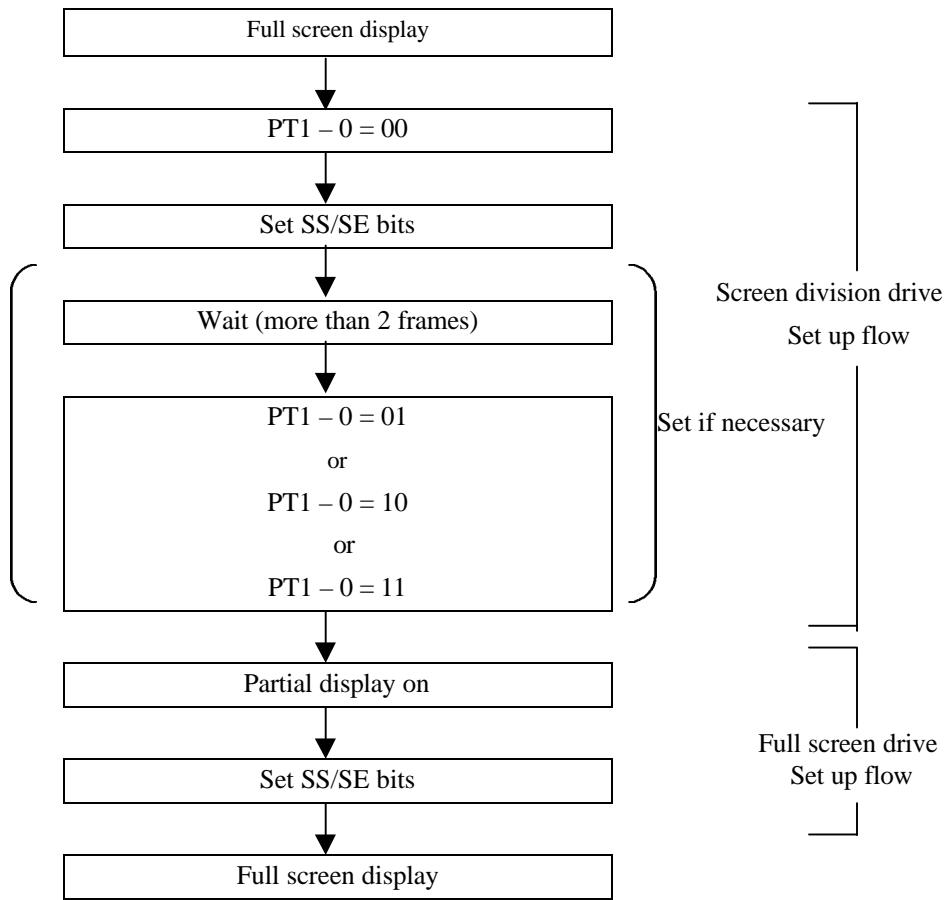 Full screen display
PT1 – 0 = 00
Set SS/SE bits
Wait (more than 2 frames)
PT1 – 0 = 01
or
PT1 – 0 = 10
or
PT1 – 0 = 11
Set if necessary
Screen division drive
Set up flow
Partial display on
Set SS/SE bits
Full screen display
Full screen drive
Set up flow